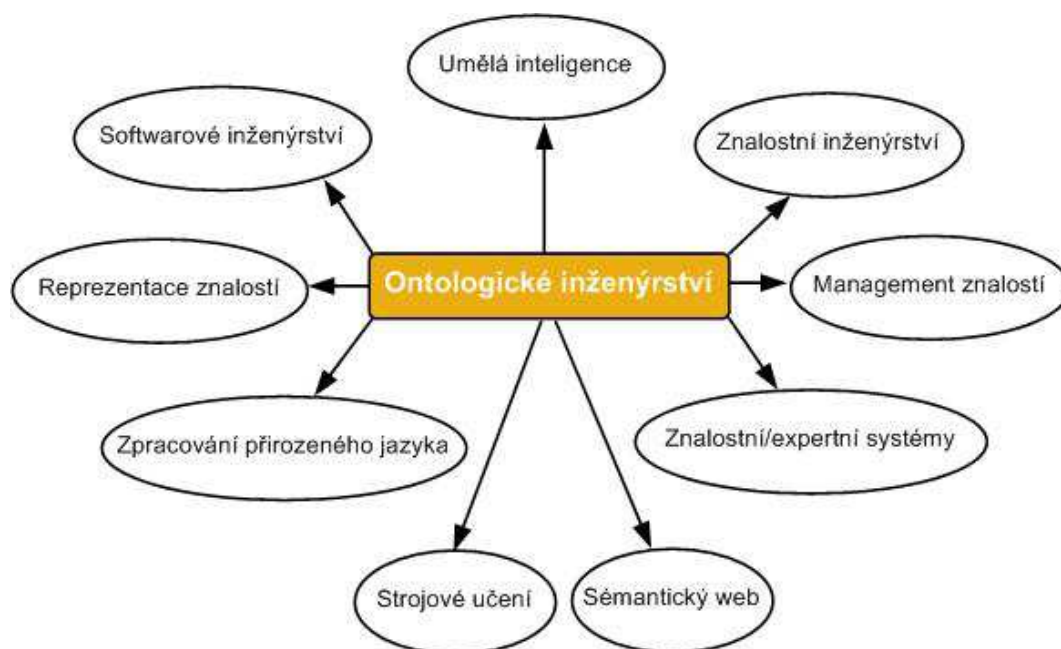 Umělá inteligence
Softwarové inženýrství
Znalostní inženýrství
Reprezentace znalostí
Ontologické inženýrství
Management znalostí
Zpracování přirozeného jazyka
Znalostní/expertní systémy
Strojové učení
Sémantický web